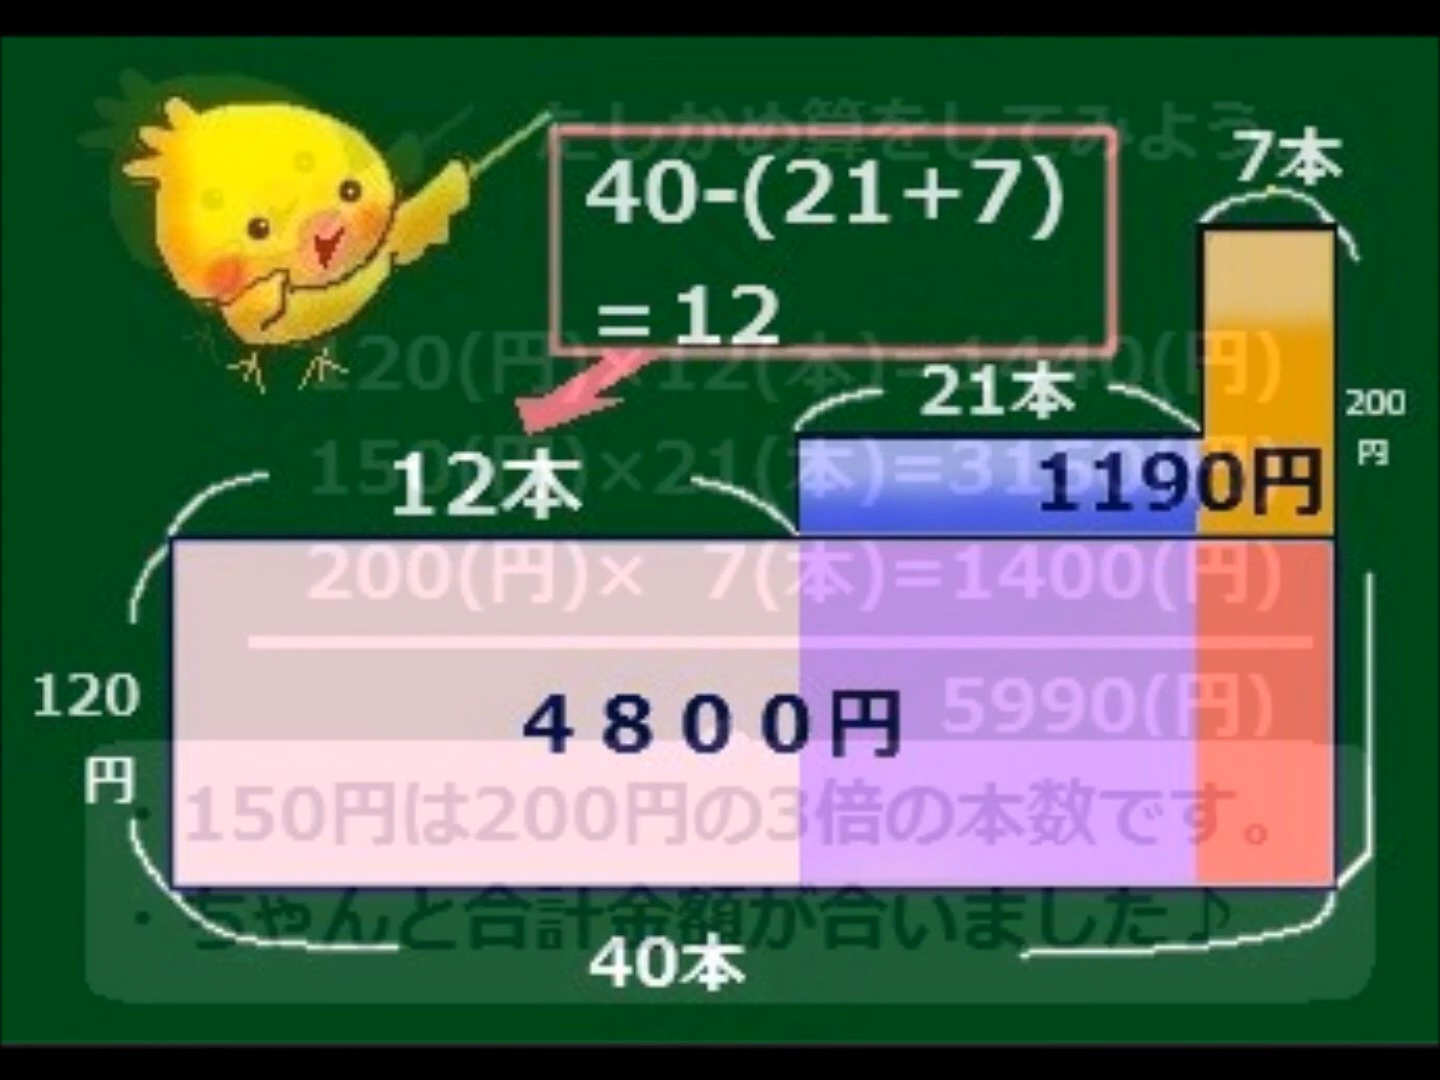 たしかめ算をしてみよう
40-(21+7)
=12
7本
120(円)×12(本)=1440(円)
21本
200
円
150(円)×21(本)=3150
12本
1190円
200(円)× 7(本)=1400(円)
120
円
4800円
5990(円)
・150円は200円の3倍の本数です。
・ちゃんと合計金額が合いました♪
40本